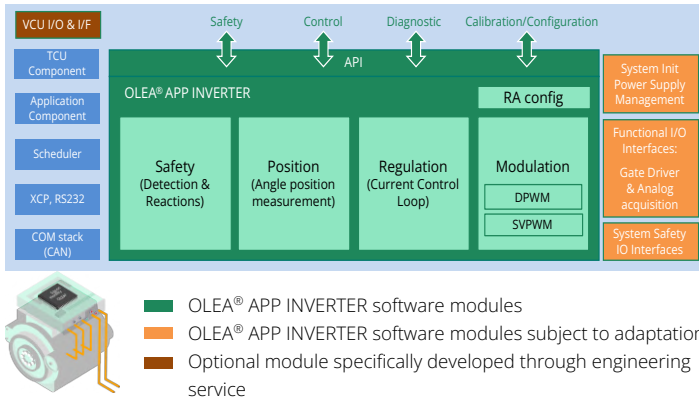 VCU I/O & I/F
Safety
Control
Diagnostic
Calibration/Configuration
TCU
Component
Application
Component
Scheduler
XCP, RS232
COM stack
(CAN)
API
OLEA® APP INVERTER
RA config
Safety
(Detection &
Reactions)
Position
(Angle position
measurement)
Regulation
(Current Control
Loop)
Modulation
DPWM
SVPWM
System Init
Power Supply
Management
Functional I/O
Interfaces:
Gate Driver
& Analog
acquisition
System Safety
IO Interfaces
OLEA® APP INVERTER software modules
OLEA® APP INVERTER software modules subject to adaptation
Optional module specifically developed through engineering
service